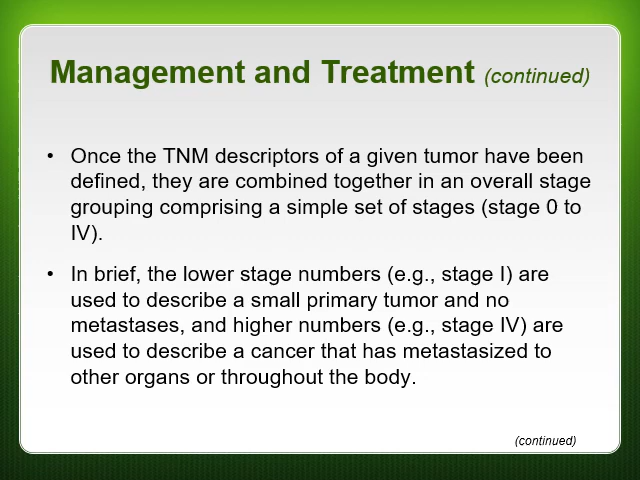 Management and Treatment (continued)
• Once the TNM descriptors of a given tumor have been
defined, they are combined together in an overall stage
grouping comprising a simple set of stages (stage 0 to
IV).
• In brief, the lower stage numbers (e.g., stage I) are
used to describe a small primary tumor and no
metastases, and higher numbers (e.g., stage IV) are
used to describe a cancer that has metastasized to
other organs or throughout the body.
(continued)